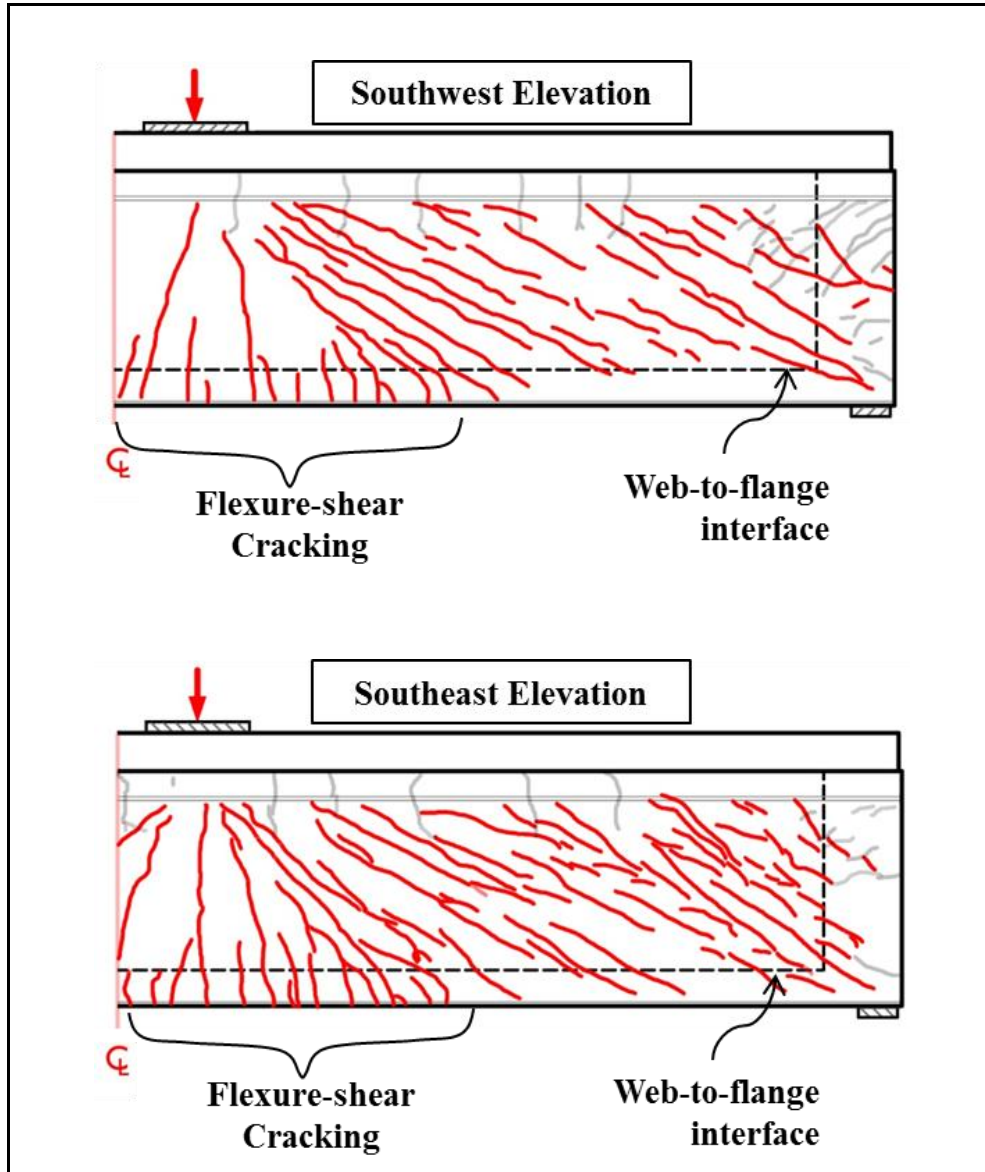 Southwest Elevation
℄
Flexure-shear
Cracking
Web-to-flange
interface
Southeast Elevation
℄
Flexure-shear
Cracking
Web-to-flange
interface